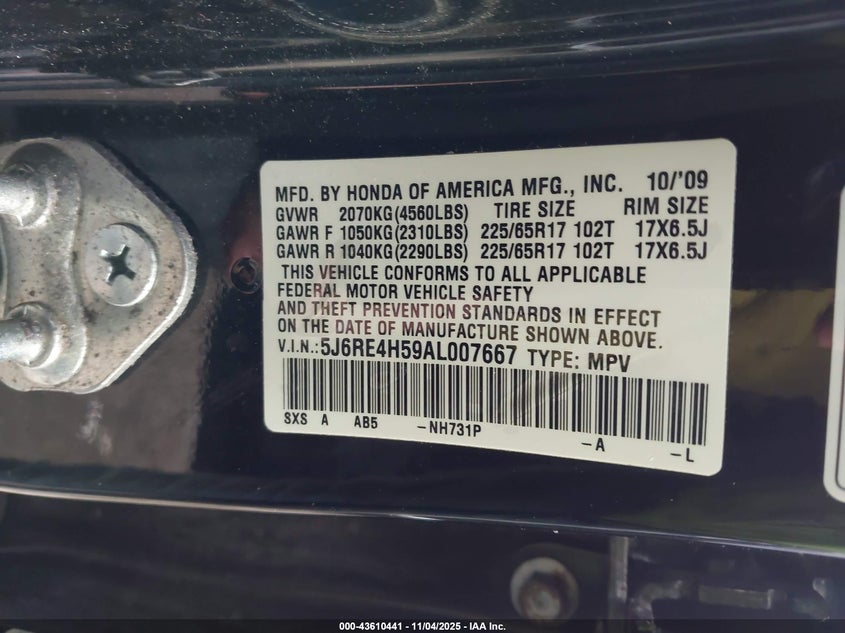 MFD. BY HONDA OF AMERICA MFG., INC. 10/'09
GVWR 2070KG(4560LBS) TIRE SIZE RIM SIZE
GAWR F 1050KG(2310LBS) 225/65R17 102T 17X6.5J
GAWR R 1040KG(2290LBS) 225/65R17 102T 17X6.5J
THIS VEHICLE CONFORMS TO ALL APPLICABLE
FEDERAL MOTOR VEHICLE SAFETY
AND THEFT PREVENTION STANDARDS IN EFFECT
ON THE DATE OF MANUFACTURE SHOWN ABOVE.
V.I.N.:5J6RE4H59AL007667 TYPE: MPV
SXS A AB5 -NH731P -A -L
000-43610441 - 11/04/2025 - IAA Inc.